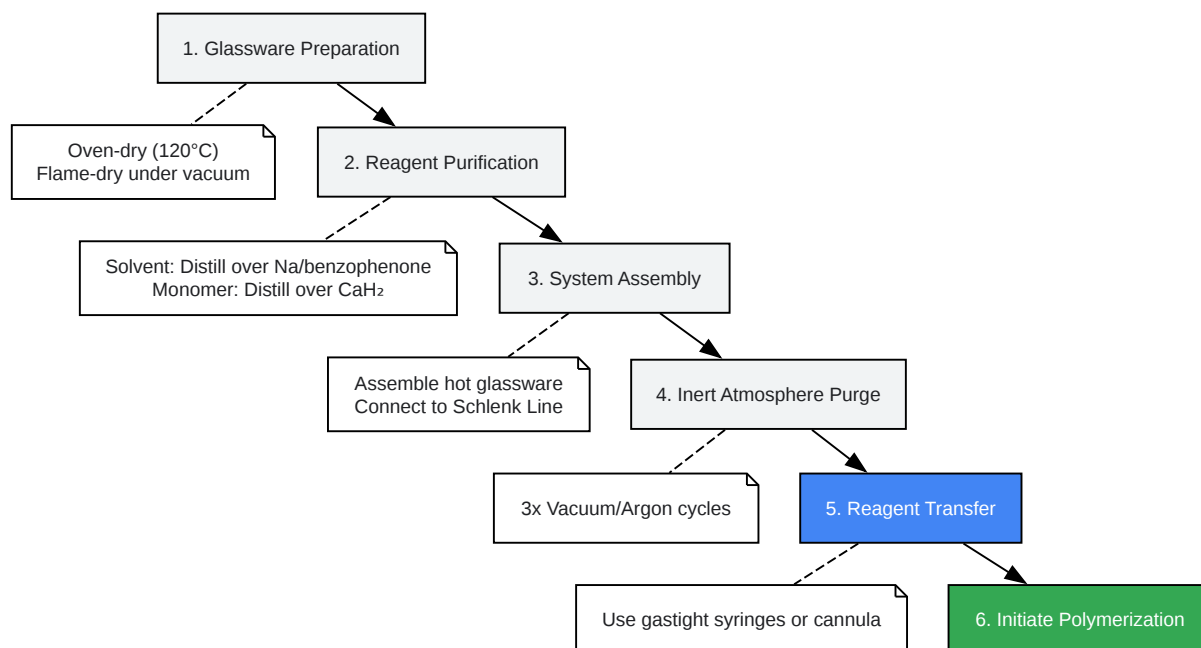 1. Glassware Preparation
Oven-dry (120°C)
Flame-dry under vacuum
2. Reagent Purification
Solvent: Distill over Na/benzophenone
Monomer: Distill over CaH₂
3. System Assembly
Assemble hot glassware
Connect to Schlenk Line
4. Inert Atmosphere Purge
3x Vacuum/Argon cycles
5. Reagent Transfer
Use gastight syringes or cannula
6. Initiate Polymerization